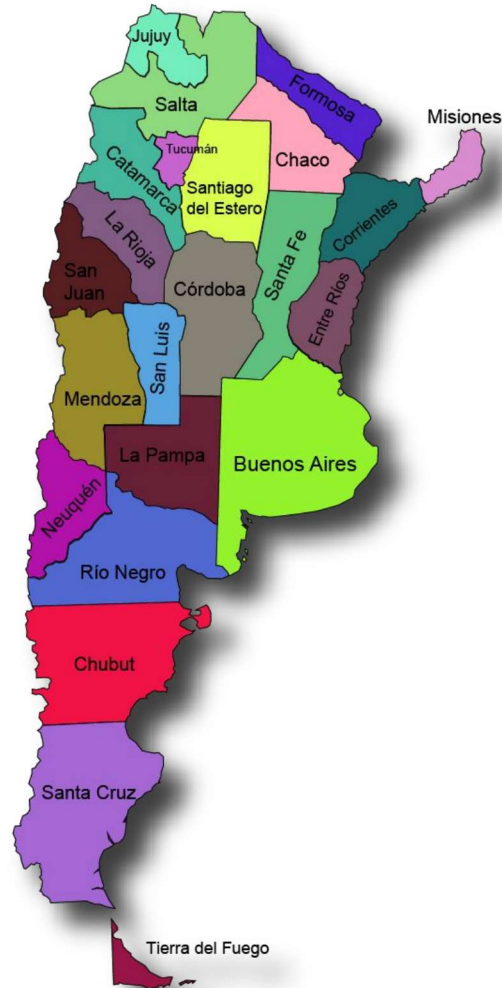 Jujuy
Formosa
Salta
Misiones
Tucumán
Chaco
Catamarca
Santiago
del Estero
Corrientes
La Rioja
Santa Fe
San
Juan
Córdoba
Entre Ríos
San Luis
Mendoza
La Pampa
Buenos Aires
Neuquén
Río Negro
Chubut
Santa Cruz
Tierra del Fuego